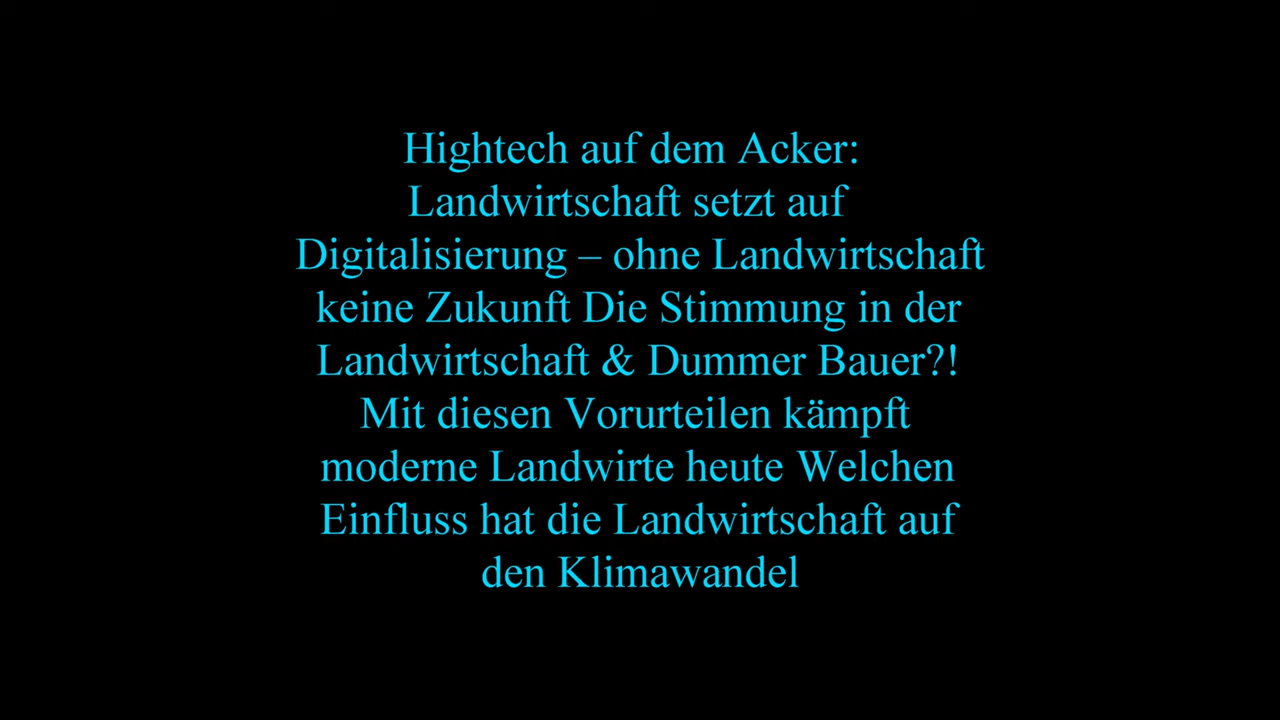 Hightech auf dem Acker:
Landwirtschaft setzt auf
Digitalisierung – ohne Landwirtschaft
keine Zukunft Die Stimmung in der
Landwirtschaft & Dummer Bauer?!
Mit diesen Vorurteilen kämpft
moderne Landwirte heute Welchen
Einfluss hat die Landwirtschaft auf
den Klimawandel